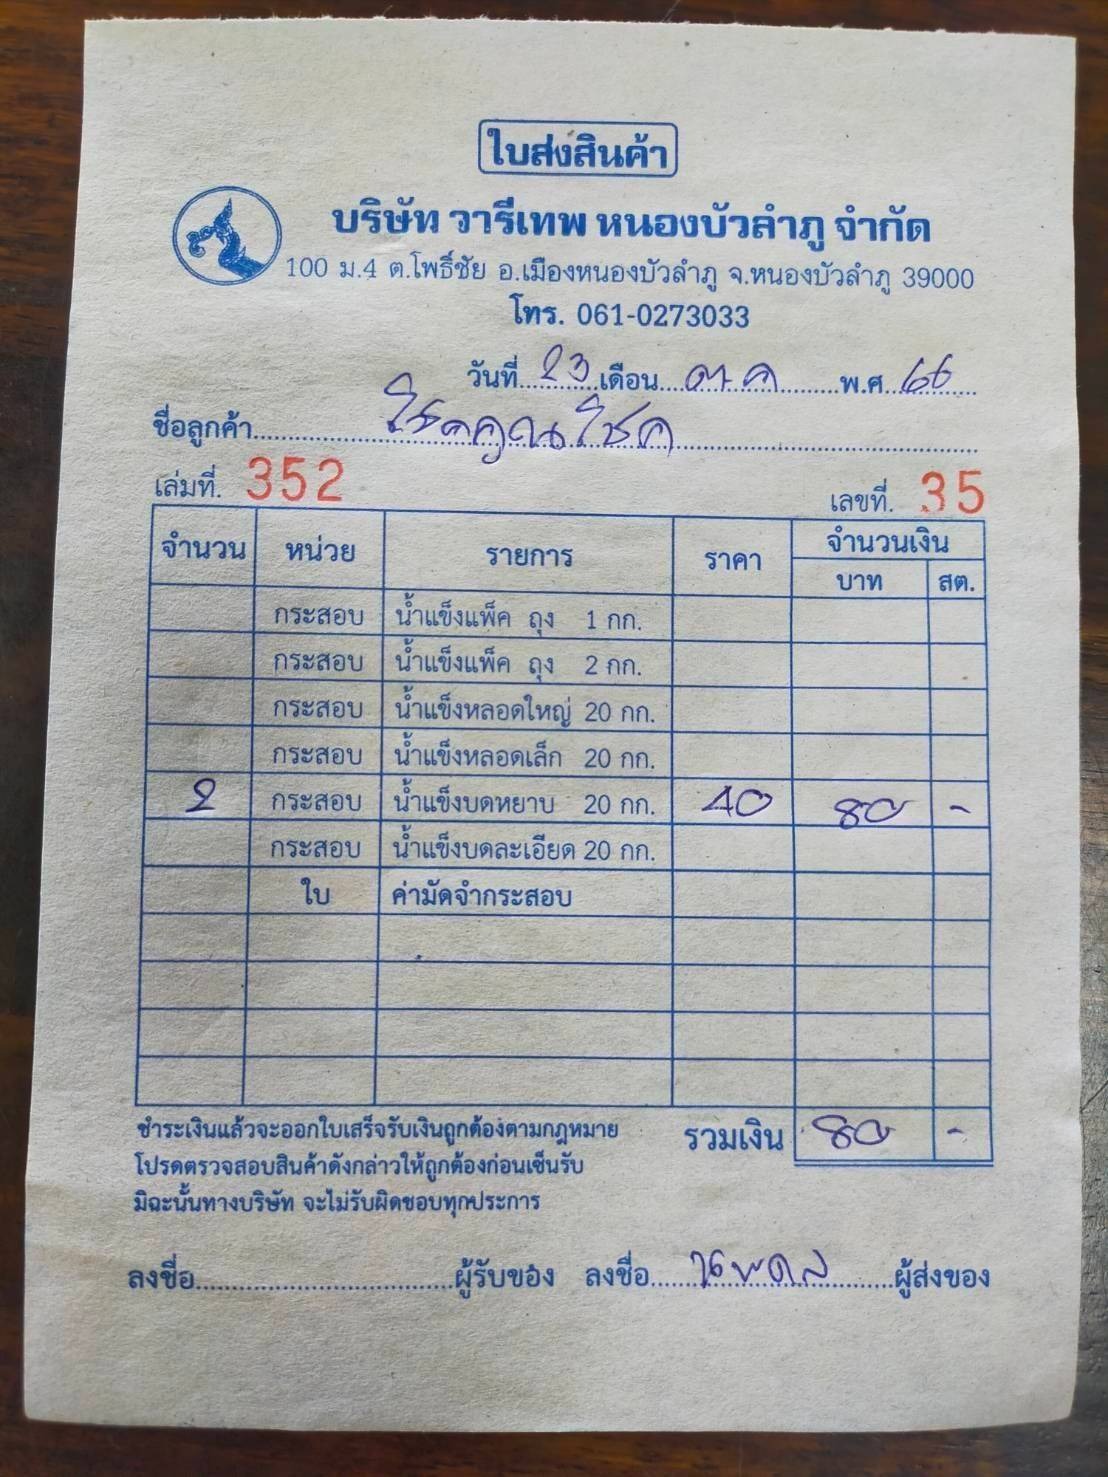 ใบส่งสินค้า
บริษัท วารีเทพ หนองบัวลำภู จำกัด
100 ม.4 ต.โพธิ์ชัย อ.เมืองหนองบัวลำภู จ.หนองบัวลำภู 39000
โทร. 061-0273033
วันที่ 23 เดือน ต.ค พ.ศ. 66
ชื่อลูกค้า โชคคูณโชค
เล่มที่. 352 เลขที่. 35
จำนวน หน่วย รายการ ราคา จำนวนเงิน
บาท สต.
กระสอบ น้ำแข็งแพ็ค ถุง 1 กก.
กระสอบ น้ำแข็งแพ็ค ถุง 2 กก.
กระสอบ น้ำแข็งหลอดใหญ่ 20 กก.
กระสอบ น้ำแข็งหลอดเล็ก 20 กก.
2 กระสอบ น้ำแข็งบดหยาบ 20 กก. 40 80 -
กระสอบ น้ำแข็งบดละเอียด 20 กก.
ใบ ค่ามัดจำกระสอบ
ชำระเงินแล้วจะออกใบเสร็จรับเงินถูกต้องตามกฎหมาย รวมเงิน 80 -
โปรดตรวจสอบสินค้าดังกล่าวให้ถูกต้องก่อนเซ็นรับ
มิฉะนั้นทางบริษัท จะไม่รับผิดชอบทุกประการ
ลงชื่อ ผู้รับของ ลงชื่อ ผู้ส่งของ